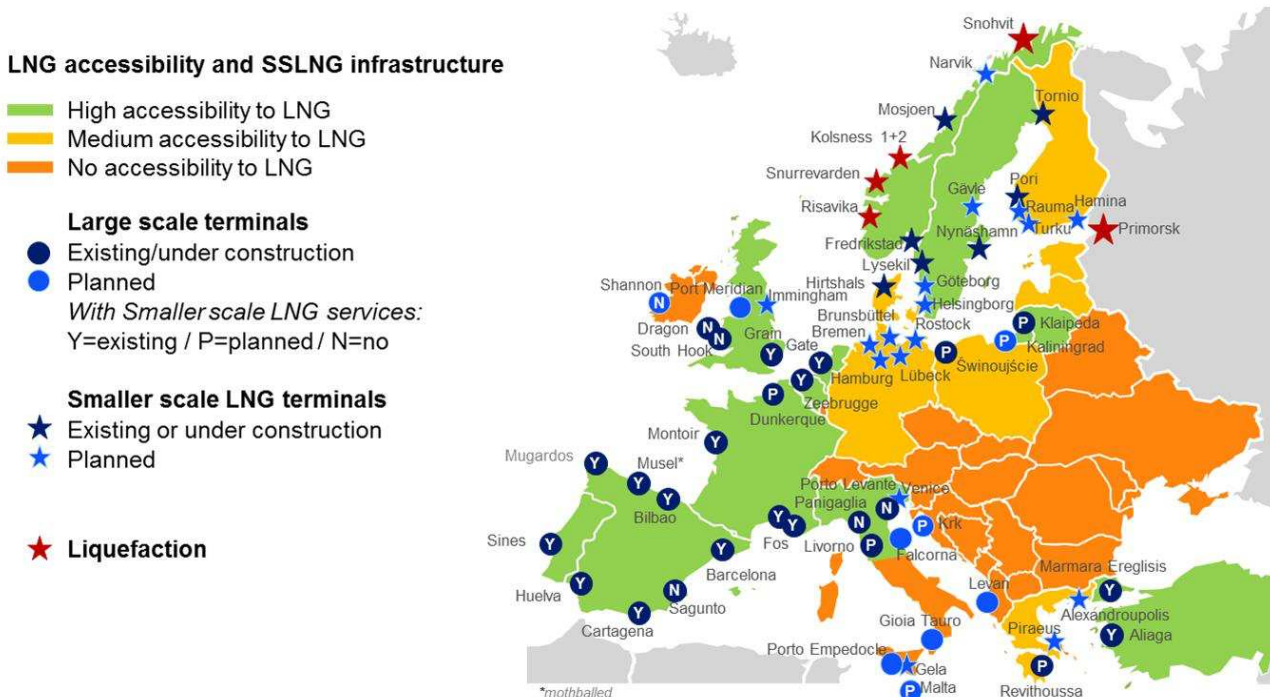 LNG accessibility and SSLNG infrastructure
High accessibility to LNG
Medium accessibility to LNG
No accessibility to LNG
Large scale terminals
Existing/under construction
Planned
With Smaller scale LNG services:
Y=existing / P=planned / N=no
Smaller scale LNG terminals
Existing or under construction
Planned
Liquefaction
Snohvit
Narvik
Mosjoen
Tornio
Kolsness 1+2
Snurrevarden
Gävle
Pori
Rauma
Hamina
Risavika
Turku
Primorsk
Fredrikstad
Nynäshamn
Lysekil
Shannon
N
Port Meridian
Immingham
Hirtshals
Göteborg
Helsingborg
Brunsbüttel
Bremen
Rostock
P
Klaipeda
Dragon
N
South Hook
N
Grain
Y
Gate
Y
P
Kaliningrad
P
Świnoujście
Hamburg
Lübeck
Y
Zeebrugge
P
Dunkerque
Montoir
Y
Mugardos
Y
Musel*
Y
Y
Bilbao
Porto Levante
Venice
Panigaglia
N
N
P
Krk
Sines
Y
Y
Y
Fos
Livorno
P
Falcorna
Y
Barcelona
Levan
Marmara Ereglisis
Y
Huelva
Y
N
Sagunto
Y
Cartagena
Alexandroupolis
Gioia Tauro
Piraeus
Y
Aliaga
Porto Empedocle
Gela
P
Malta
P
Revithoussa
*mothballed